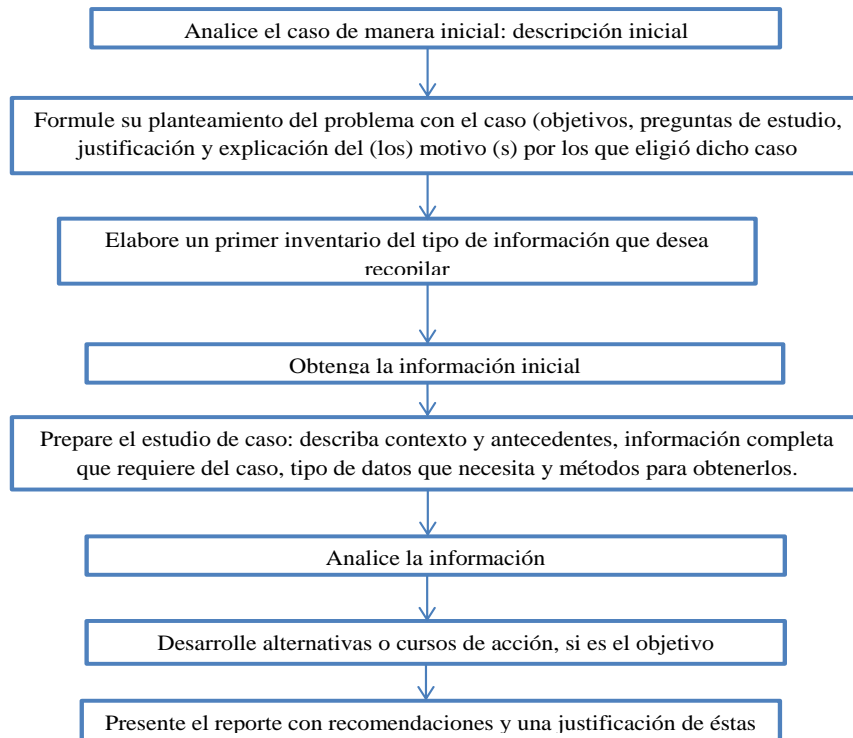 Analice el caso de manera inicial: descripción inicial
Formule su planteamiento del problema con el caso (objetivos, preguntas de estudio,
justificación y explicación del (los) motivo (s) por los que eligió dicho caso
Elabore un primer inventario del tipo de información que desea
recopilar
Obtenga la información inicial
Prepare el estudio de caso: describa contexto y antecedentes, información completa
que requiere del caso, tipo de datos que necesita y métodos para obtenerlos.
Analice la información
Desarrolle alternativas o cursos de acción, si es el objetivo
Presente el reporte con recomendaciones y una justificación de éstas